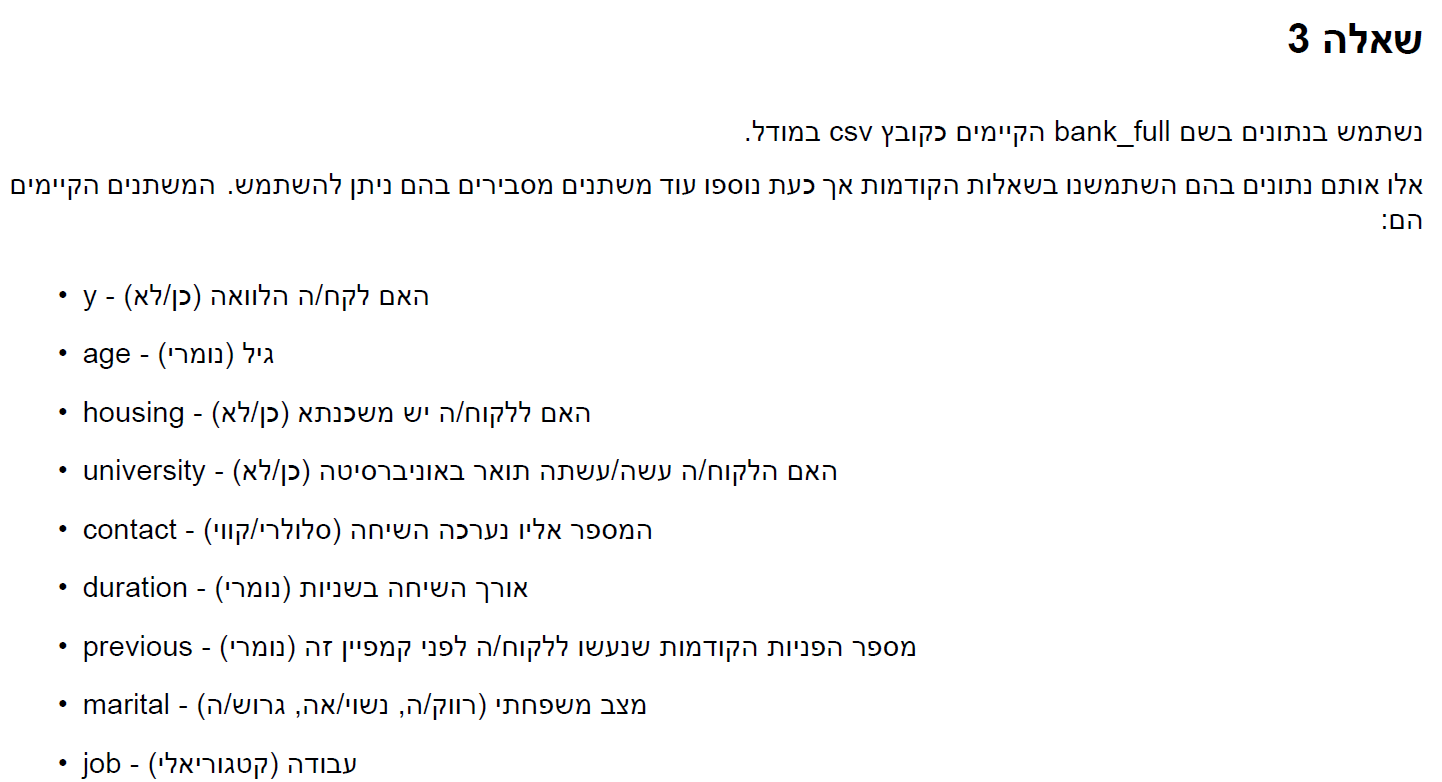 שאלה 3
נשתמש בנתונים בשם bank_full הקיימים כקובץ csv במודל.
אלו אותם נתונים בהם השתמשנו בשאלות הקודמות אך כעת נוספו עוד משתנים מסבירים בהם ניתן להשתמש. המשתנים הקיימים
הם:
• y - האם לקח/ה הלוואה (כן/לא)
• age - גיל (נומרי)
• housing - האם ללקוח/ה יש משכנתא (כן/לא)
• university - האם הלקוח/ה עשה/עשתה תואר באוניברסיטה (כן/לא)
• contact - המספר אליו נערכה השיחה (סלולרי/קווי)
• duration - אורך השיחה בשניות (נומרי)
• previous - מספר הפניות הקודמות שנעשו ללקוח/ה לפני קמפיין זה (נומרי)
• marital - מצב משפחתי (רווק/ה, נשוי/אה, גרוש/ה)
• job - עבודה (קטגוריאלי)